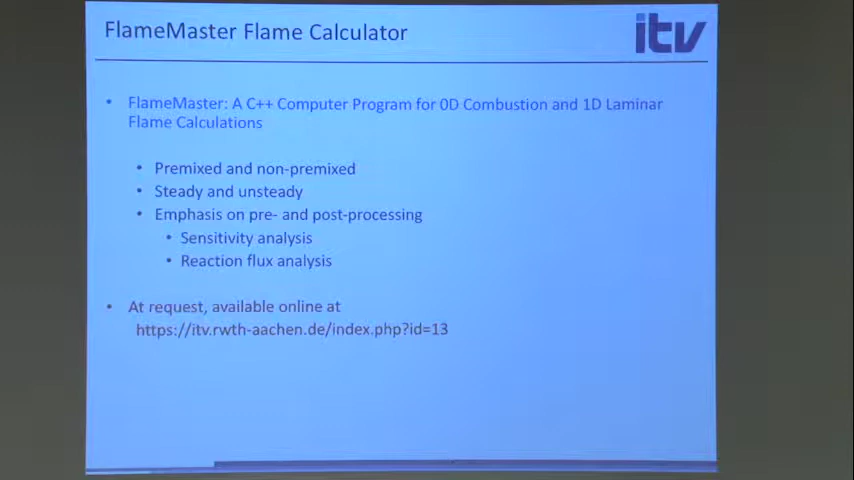 FlameMaster Flame Calculator
itv
• FlameMaster: A C++ Computer Program for 0D Combustion and 1D Laminar
Flame Calculations
• Premixed and non-premixed
• Steady and unsteady
• Emphasis on pre- and post-processing
• Sensitivity analysis
• Reaction flux analysis
• At request, available online at
https://itv.rwth-aachen.de/index.php?id=13